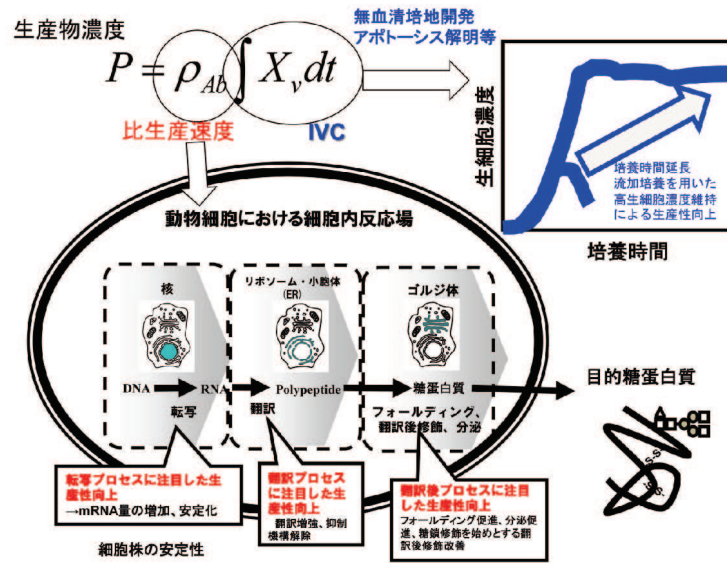 生産物濃度
P = ρAb ∫ Xv dt
無血清培地開発
アポトーシス解明等
比生産速度
IVC
生細胞濃度
培養時間延長
流加培養を用いた
高生細胞濃度維持
による生産性向上
培養時間
動物細胞における細胞内反応場
核
リボソーム・小胞体
(ER)
ゴルジ体
DNA
RNA
Polypeptide
糖蛋白質
転写
翻訳
フォールディング、
翻訳後修飾、分泌
目的糖蛋白質
S-S
S-S
転写プロセスに注目した生
産性向上
→mRNA量の増加、安定化
翻訳プロセス
に注目した生
産性向上
翻訳増強、抑制
機構解除
翻訳後プロセスに注目
した生産性向上
フォールディング促進、分泌促
進、糖鎖修飾を始めとする翻
訳後修飾改善
細胞株の安定性